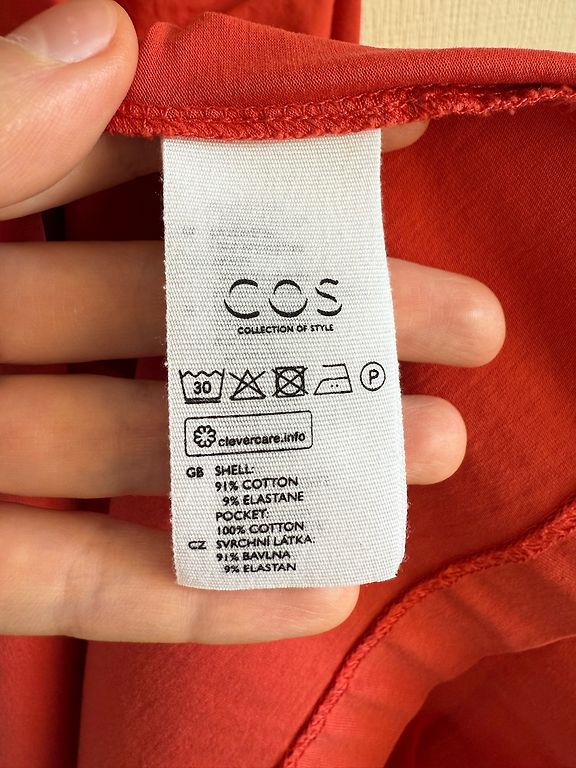 COS
COLLECTION OF STYLE
30 P
clevercare.info
GB SHELL:
91% COTTON
9% ELASTANE
POCKET:
100% COTTON
CZ SVRCHNÍ LÁTKA:
91% BAVLNA
9% ELASTAN